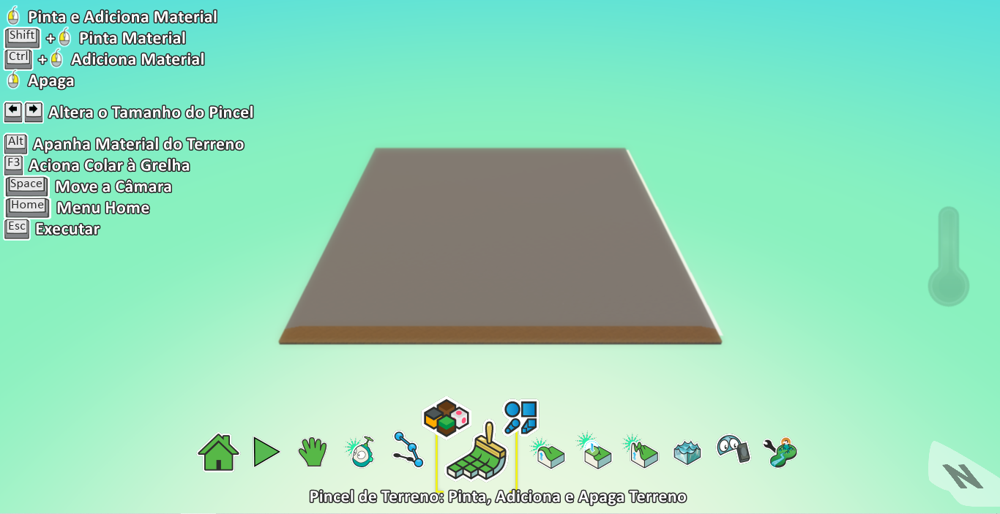 Pinta e Adiciona Material
Shift + Pinta Material
Ctrl + Adiciona Material
Apaga
Altera o Tamanho do Pincel
Alt Apanha Material do Terreno
F3 Aciona Colar à Grelha
Space Move a Câmara
Home Menu Home
Esc Executar
N
Pincel de Terreno: Pinta, Adiciona e Apaga Terreno